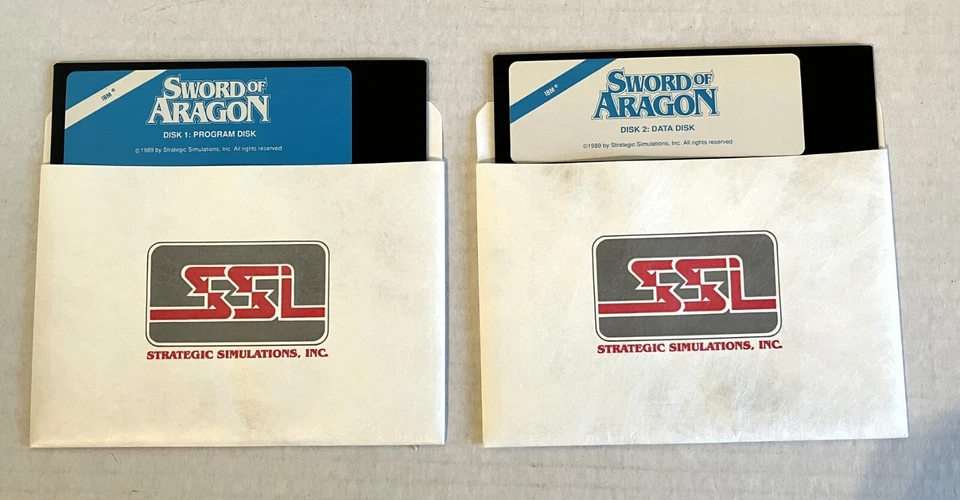 IBM®
SWORD OF
ARAGON
DISK 1: PROGRAM DISK
©1989 by Strategic Simulations, Inc. All rights reserved.
SSI
STRATEGIC SIMULATIONS, INC.
IBM®
SWORD OF
ARAGON
DISK 2: DATA DISK
©1989 by Strategic Simulations, Inc. All rights reserved.
SSI
STRATEGIC SIMULATIONS, INC.